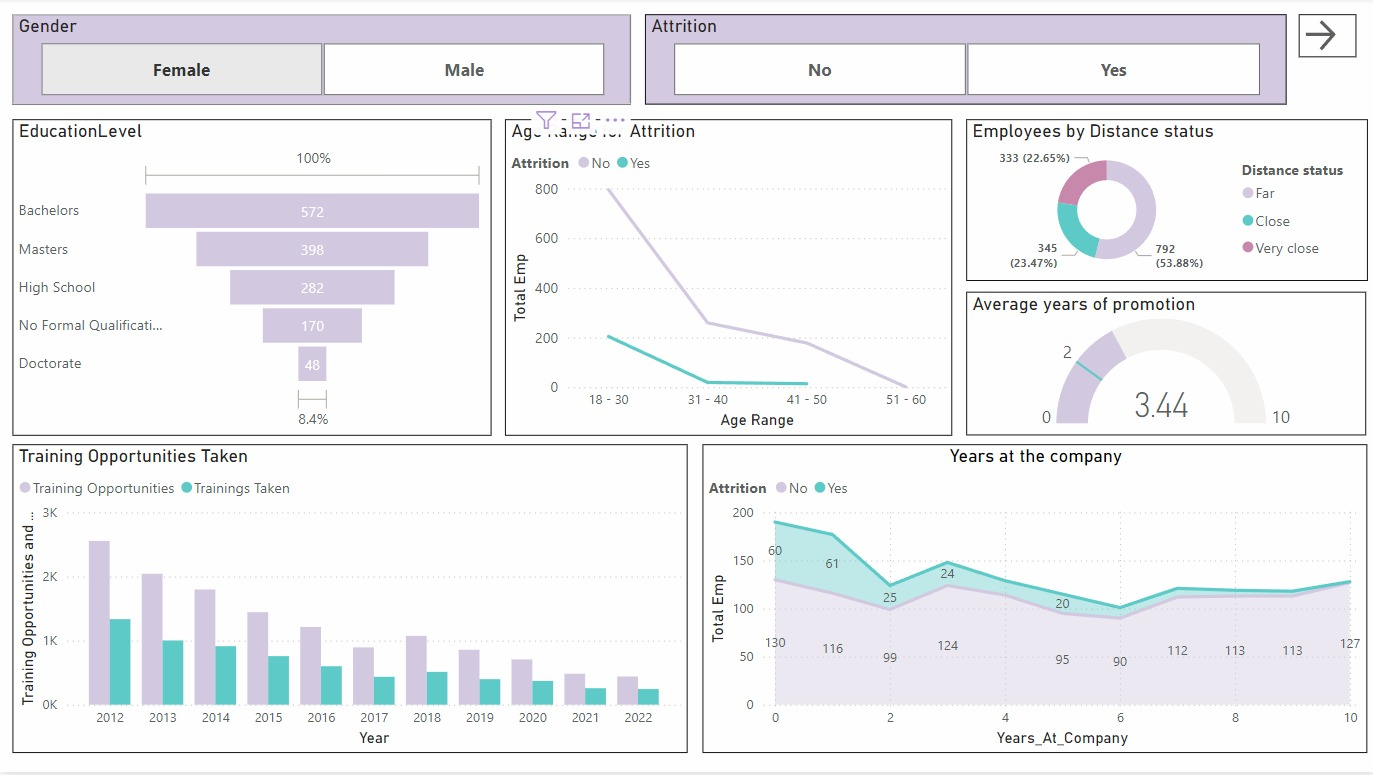 Gender
Female
Male
Attrition
No
Yes
EducationLevel
100%
Bachelors
572
Masters
398
High School
282
No Formal Qualificati...
170
Doctorate
48
8.4%
Age Range for Attrition
Attrition No Yes
Total Emp
800
600
400
200
0
18 - 30
31 - 40
41 - 50
51 - 60
Age Range
Employees by Distance status
333 (22.65%)
345
(23.47%)
792
(53.88%)
Distance status
Far
Close
Very close
Average years of promotion
2
0
3.44
10
Training Opportunities Taken
Training Opportunities Trainings Taken
Training Opportunities and ...
3K
2K
1K
0K
2012
2013
2014
2015
2016
2017
2018
2019
2020
2021
2022
Year
Years at the company
Attrition No Yes
Total Emp
200
150
100
50
0
60
61
25
24
20
130
116
99
124
95
90
112
113
113
127
0
2
4
6
8
10
Years_At_Company